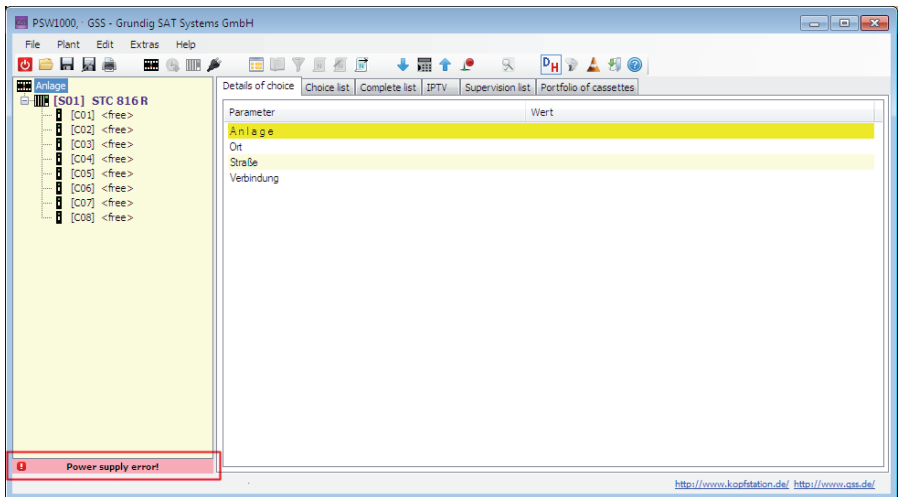 PSW1000, GSS - Grundig SAT Systems GmbH
File Plant Edit Extras Help
Anlage
[S01] STC 816 R
[C01] <free>
[C02] <free>
[C03] <free>
[C04] <free>
[C05] <free>
[C06] <free>
[C07] <free>
[C08] <free>
Power supply error!
Details of choice Choice list Complete list IPTV Supervision list Portfolio of cassettes
Parameter Wert
Anlage
Ort
Straße
Verbindung
http://www.kopfstation.de/ http://www.gss.de/